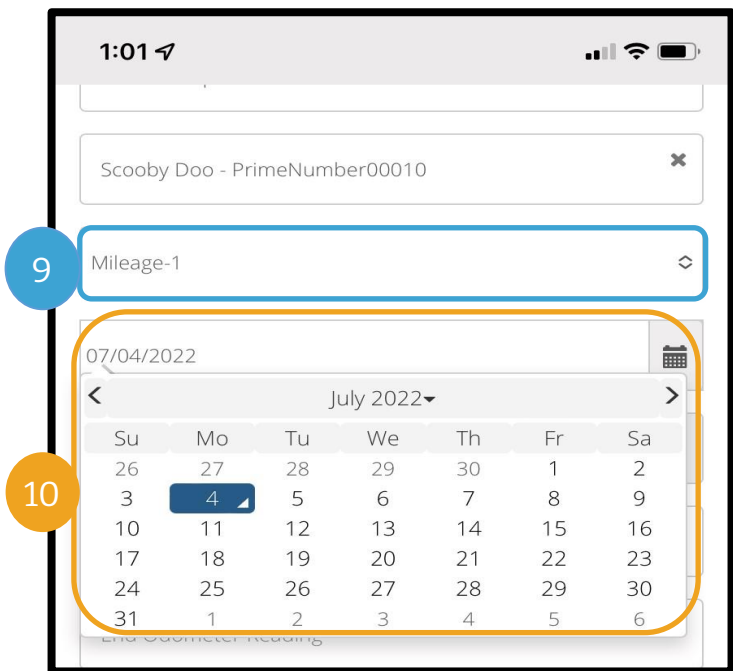 1:01
Scooby Doo - PrimeNumber00010
9
Mileage-1
07/04/2022
July 2022
Su Mo Tu We Th Fr Sa
26 27 28 29 30 1 2
10
3 4 5 6 7 8 9
10 11 12 13 14 15 16
17 18 19 20 21 22 23
24 25 26 27 28 29 30
31 1 2 3 4 5 6
End Odometer Reading